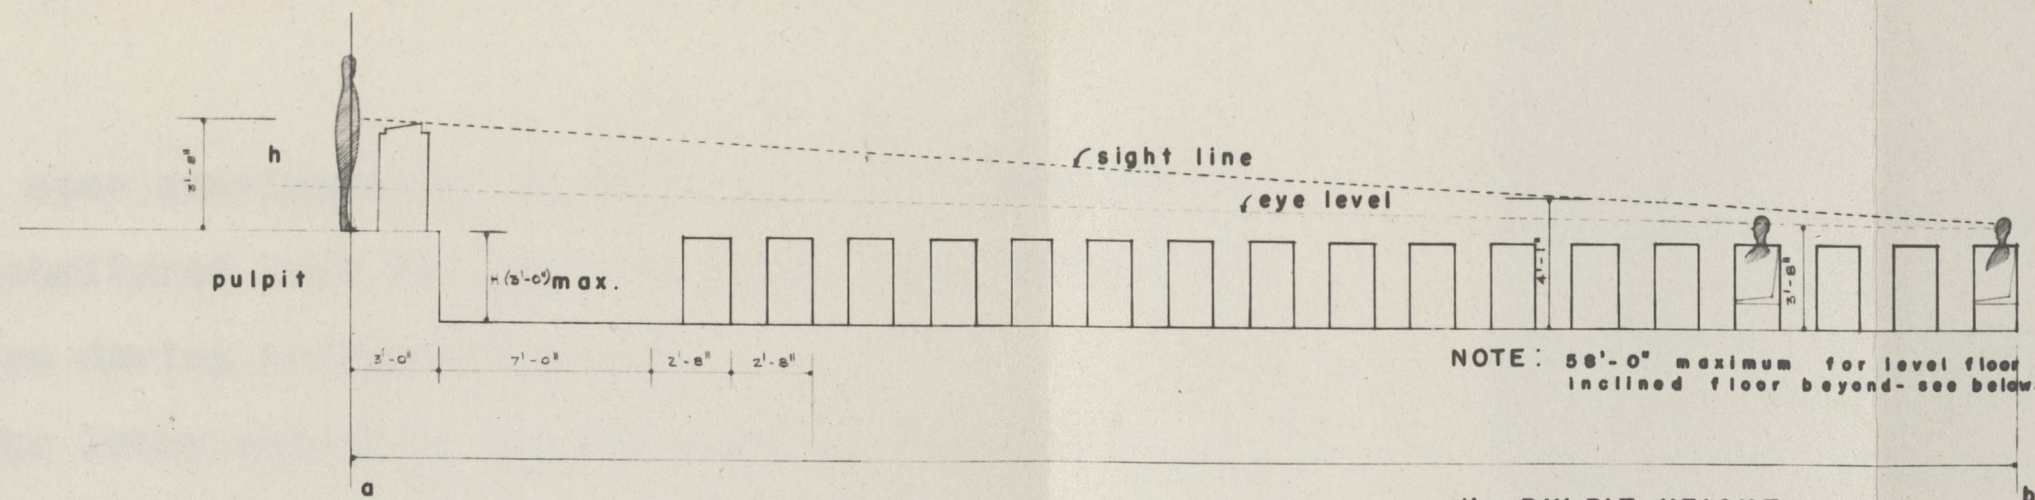 h
3'-8"
sight line
eye level
pulpit
H (3'-0") max.
4'-1"
3'-8"
3'-0"
7'-0"
2'-8"
2'-8"
NOTE: 58'-0" maximum for level floor
inclined floor beyond - see below
a